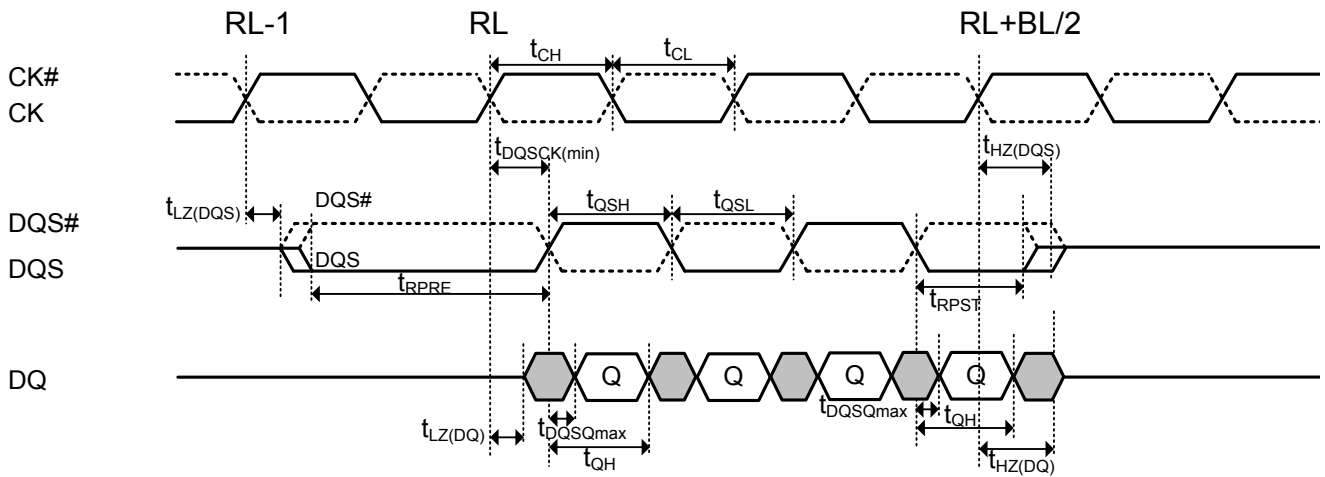 RL-1 RL RL+BL/2
tCH tCL
CK#
CK
tDQSCK(min) tHZ(DQS)
tLZ(DQS) DQS# tQSH tQSL
DQS#
DQS DQS
tRPRE tRPST
DQ Q Q Q Q
tLZ(DQ) tDQSQmax tDQSQmax tQH
tQH tHZ(DQ)